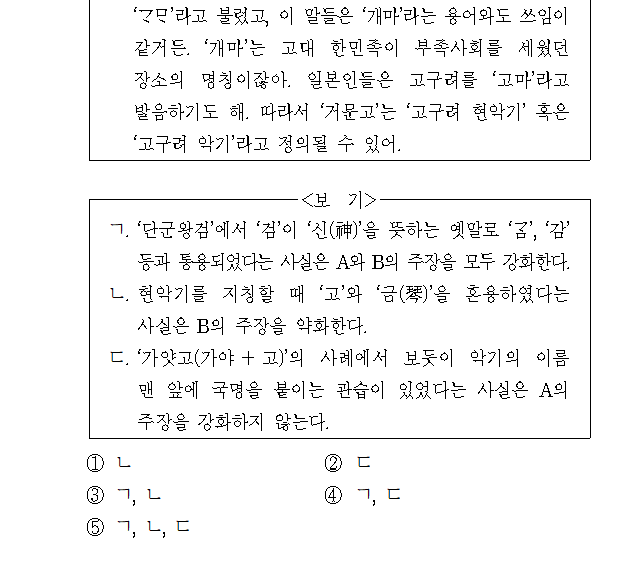 ‘ᄀᆞᄆᆞ’라고 불렀고, 이 말들은 ‘개마’라는 용어와도 쓰임이
같거든. ‘개마’는 고대 한민족이 부족사회를 세웠던
장소의 명칭이잖아. 일본인들은 고구려를 ‘고마’라고
발음하기도 해. 따라서 ‘거문고’는 ‘고구려 현악기’ 혹은
‘고구려 악기’라고 정의될 수 있어.
<보 기>
ㄱ. ‘단군왕검’에서 ‘검’이 ‘신(神)’을 뜻하는 옛말로 ‘ᄀᆞᆷ’, ‘감’
등과 통용되었다는 사실은 A와 B의 주장을 모두 강화한다.
ㄴ. 현악기를 지칭할 때 ‘고’와 ‘금(琴)’을 혼용하였다는
사실은 B의 주장을 약화한다.
ㄷ. ‘가얏고(가야 + 고)’의 사례에서 보듯이 악기의 이름
맨 앞에 국명을 붙이는 관습이 있었다는 사실은 A의
주장을 강화하지 않는다.
① ㄴ ② ㄷ
③ ㄱ, ㄴ ④ ㄱ, ㄷ
⑤ ㄱ, ㄴ, ㄷ